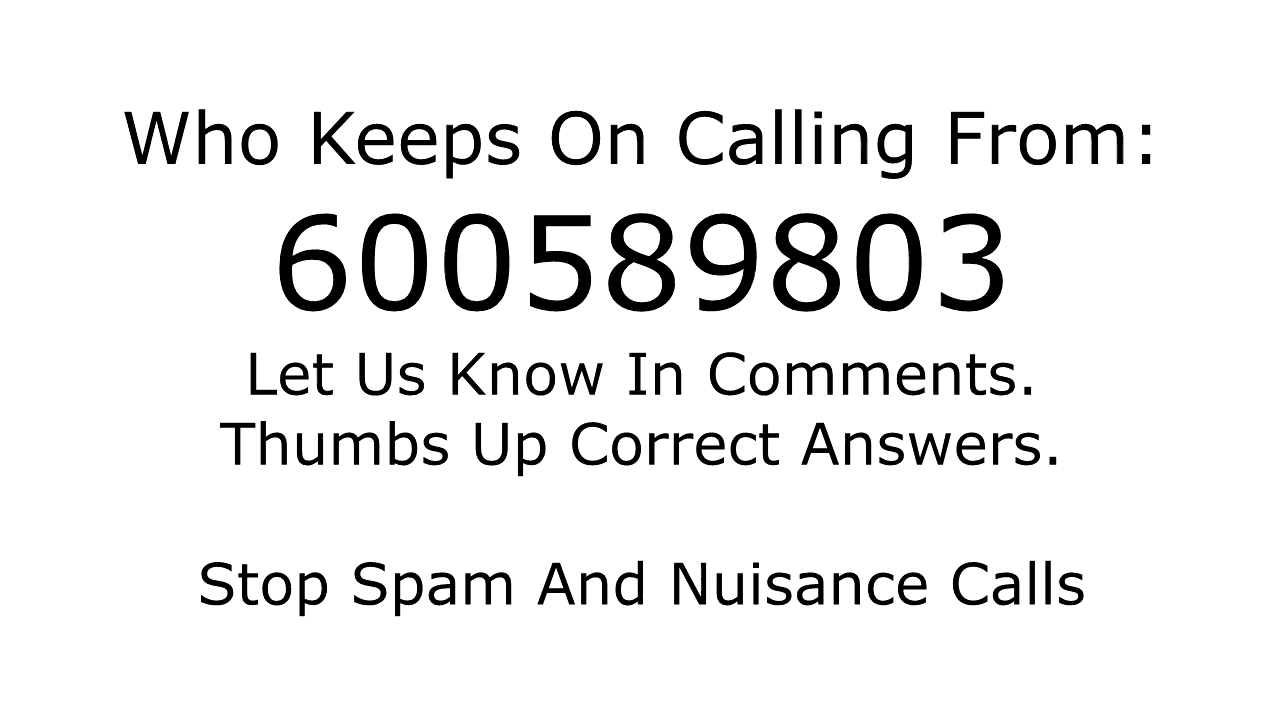 Who Keeps On Calling From:
600589803
Let Us Know In Comments.
Thumbs Up Correct Answers.
Stop Spam And Nuisance Calls